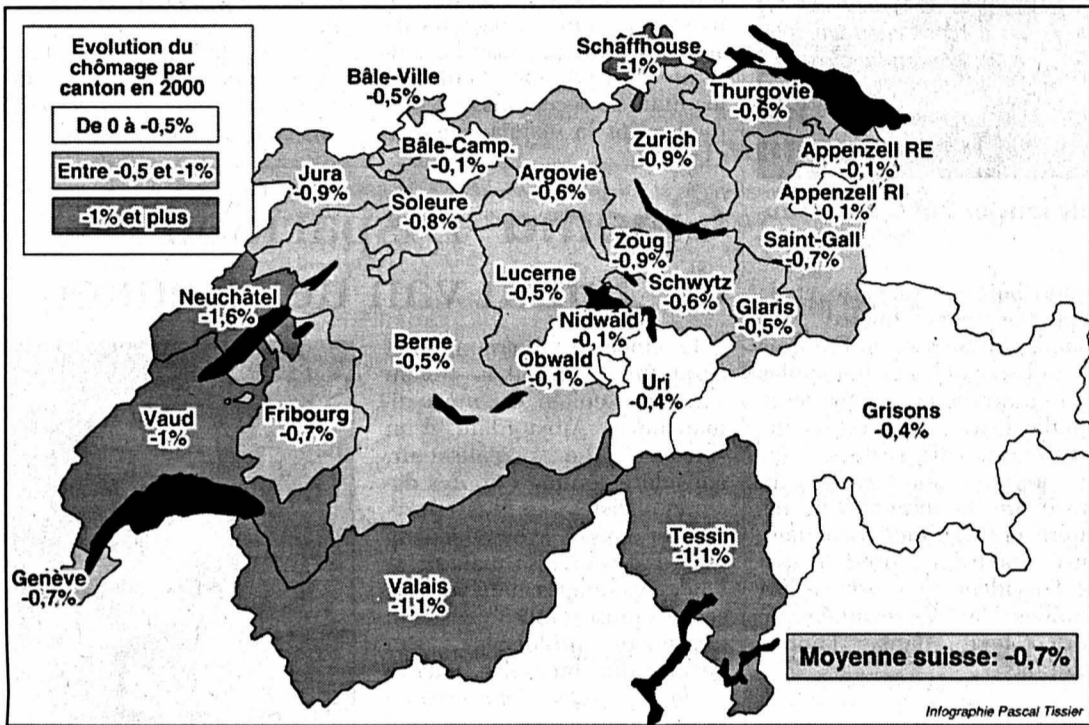 Evolution du
chômage par
canton en 2000
De 0 à -0,5%
Entre -0,5 et -1%
-1% et plus
Schaffhouse
-1%
Bâle-Ville
-0,5%
Thurgovie
-0,6%
Bâle-Camp.
-0,1%
Zurich
-0,9%
Appenzell RE
-0,1%
Jura
-0,9%
Argovie
-0,6%
Appenzell RI
-0,1%
Soleure
-0,8%
Zoug
-0,9%
Saint-Gall
-0,7%
Lucerne
-0,5%
Schwytz
-0,6%
Glaris
-0,5%
Neuchâtel
-1,6%
Nidwald
-0,1%
Berne
-0,5%
Obwald
-0,1%
Uri
-0,4%
Vaud
-1%
Fribourg
-0,7%
Grisons
-0,4%
Tessin
-1,1%
Genève
-0,7%
Valais
-1,1%
Moyenne suisse: -0,7%
Infographie Pascal Tissier